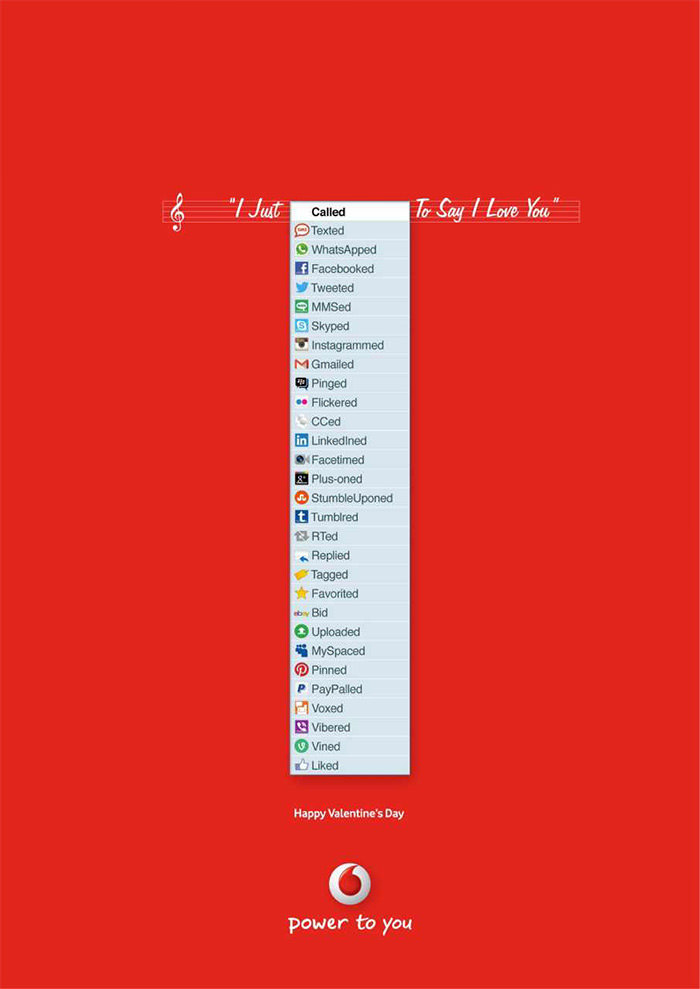 "I Just Called To Say I Love You"
Texted
WhatsApped
Facebooked
Tweeted
MMSed
Skyped
Instagrammed
Gmailed
Pinged
Flickered
CCed
LinkedIned
Facetimed
Plus-oned
StumbleUponed
Tumblred
RTed
Replied
Tagged
Favorited
ebay Bid
Uploaded
MySpaced
Pinned
PayPalled
Voxed
Vibered
Vined
Liked
Happy Valentine's Day
power to you